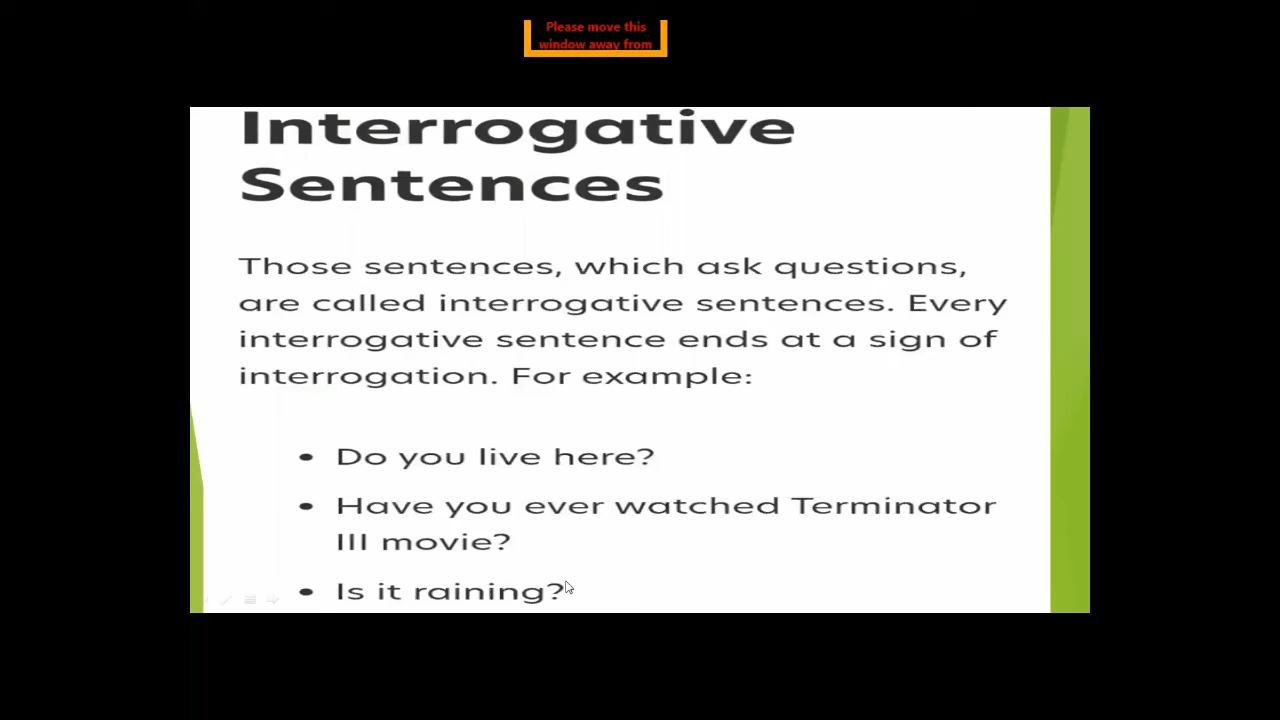 Please move this
window away from
Interrogative
Sentences
Those sentences, which ask questions,
are called interrogative sentences. Every
interrogative sentence ends at a sign of
interrogation. For example:
• Do you live here?
• Have you ever watched Terminator
III movie?
• Is it raining?